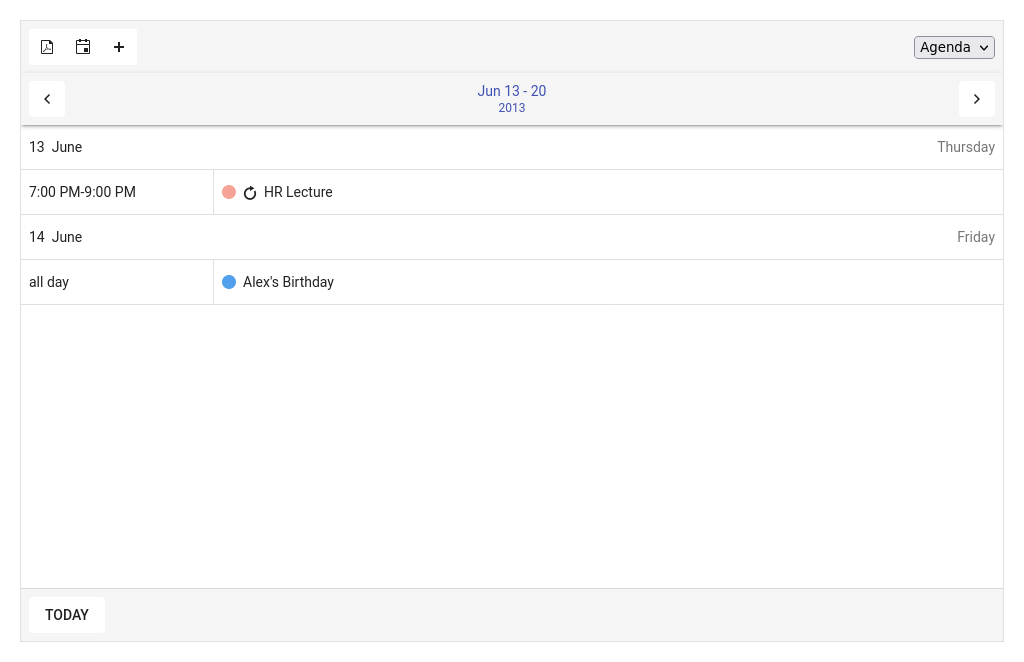 Agenda
Jun 13 - 20
2013
13 June Thursday
7:00 PM-9:00 PM HR Lecture
14 June Friday
all day Alex's Birthday
TODAY